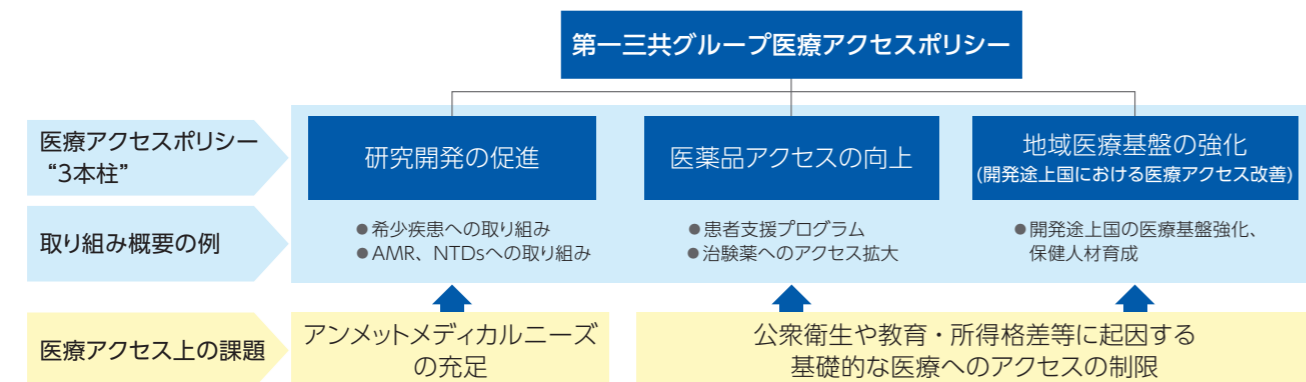 第一三共グループ医療アクセスポリシー
医療アクセスポリシー
“3本柱”
研究開発の促進
医薬品アクセスの向上
地域医療基盤の強化
(開発途上国における医療アクセス改善)
取り組み概要の例
●希少疾患への取り組み
●AMR、NTDsへの取り組み
●患者支援プログラム
●治験薬へのアクセス拡大
●開発途上国の医療基盤強化、
保健人材育成
医療アクセス上の課題
アンメットメディカルニーズ
の充足
公衆衛生や教育・所得格差等に起因する
基礎的な医療へのアクセスの制限